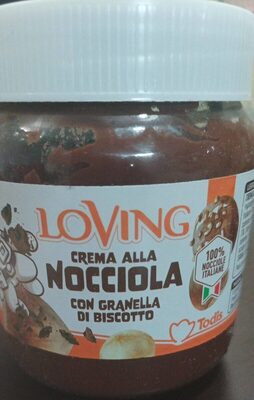 LOVING
CREMA ALLA
NOCCIOLA
CON GRANELLA
DI BISCOTTO
100%
NOCCIOLE
ITALIANE
Todis